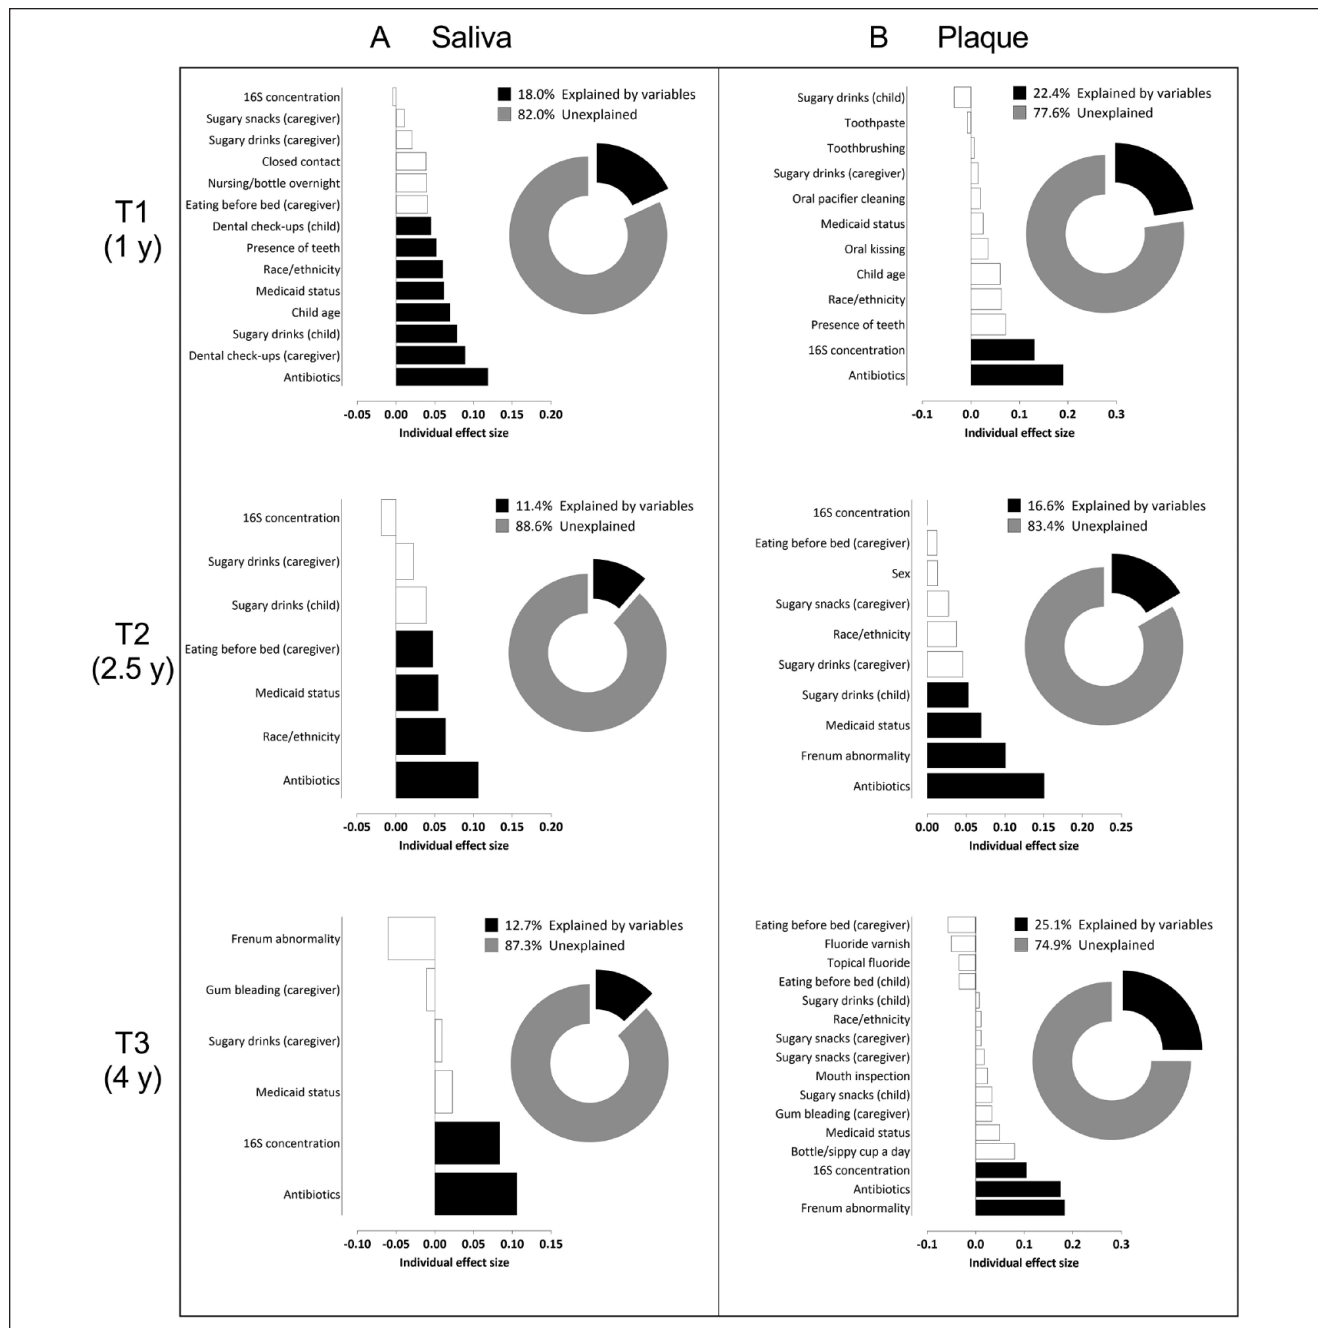 A Saliva
B Plaque
T1
(1 y)
16S concentration
Sugary snacks (caregiver)
Sugary drinks (caregiver)
Closed contact
Nursing/bottle overnight
Eating before bed (caregiver)
Dental check-ups (child)
Presence of teeth
Race/ethnicity
Medicaid status
Child age
Sugary drinks (child)
Dental check-ups (caregiver)
Antibiotics
-0.05 0.00 0.05 0.10 0.15 0.20
Individual effect size
18.0% Explained by variables
82.0% Unexplained
Sugary drinks (child)
Toothpaste
Toothbrushing
Sugary drinks (caregiver)
Oral pacifier cleaning
Medicaid status
Oral kissing
Child age
Race/ethnicity
Presence of teeth
16S concentration
Antibiotics
-0.1 0.0 0.1 0.2 0.3
Individual effect size
22.4% Explained by variables
77.6% Unexplained
T2
(2.5 y)
16S concentration
Sugary drinks (caregiver)
Sugary drinks (child)
Eating before bed (caregiver)
Medicaid status
Race/ethnicity
Antibiotics
-0.05 0.00 0.05 0.10 0.15 0.20
Individual effect size
11.4% Explained by variables
88.6% Unexplained
16S concentration
Eating before bed (caregiver)
Sex
Sugary snacks (caregiver)
Race/ethnicity
Sugary drinks (caregiver)
Sugary drinks (child)
Medicaid status
Frenum abnormality
Antibiotics
0.00 0.05 0.10 0.15 0.20 0.25
Individual effect size
16.6% Explained by variables
83.4% Unexplained
T3
(4 y)
Frenum abnormality
Gum bleading (caregiver)
Sugary drinks (caregiver)
Medicaid status
16S concentration
Antibiotics
-0.10 -0.05 0.00 0.05 0.10 0.15
Individual effect size
12.7% Explained by variables
87.3% Unexplained
Eating before bed (caregiver)
Fluoride varnish
Topical fluoride
Eating before bed (child)
Sugary drinks (child)
Race/ethnicity
Sugary snacks (caregiver)
Sugary snacks (caregiver)
Mouth inspection
Sugary snacks (child)
Gum bleading (caregiver)
Medicaid status
Bottle/sippy cup a day
16S concentration
Antibiotics
Frenum abnormality
-0.1 0.0 0.1 0.2 0.3
Individual effect size
25.1% Explained by variables
74.9% Unexplained